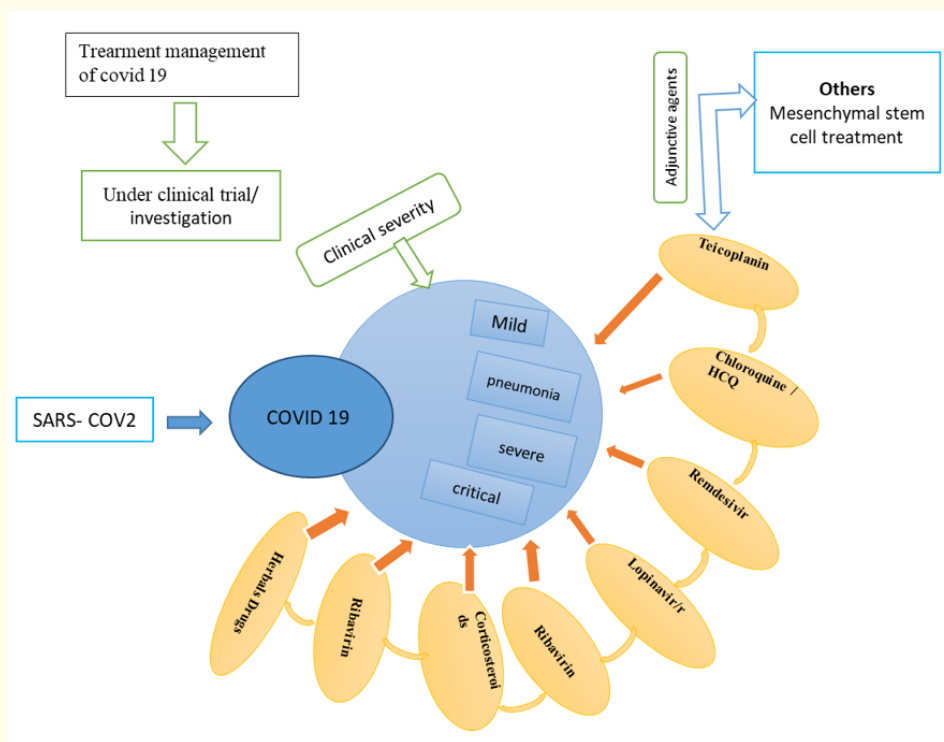 Trearment management
of covid 19
Under clinical trial/
investigation
Clinical severity
Adjunctive agents
Others
Mesenchymal stem
cell treatment
Teicoplanin
Mild
Chloroquine /
HCQ
pneumonia
SARS- COV2
COVID 19
severe
Remdesivir
critical
Lopinavir/r
Herbals Drugs
Ribavirin
Corticosteroi
ds
Ribavirin